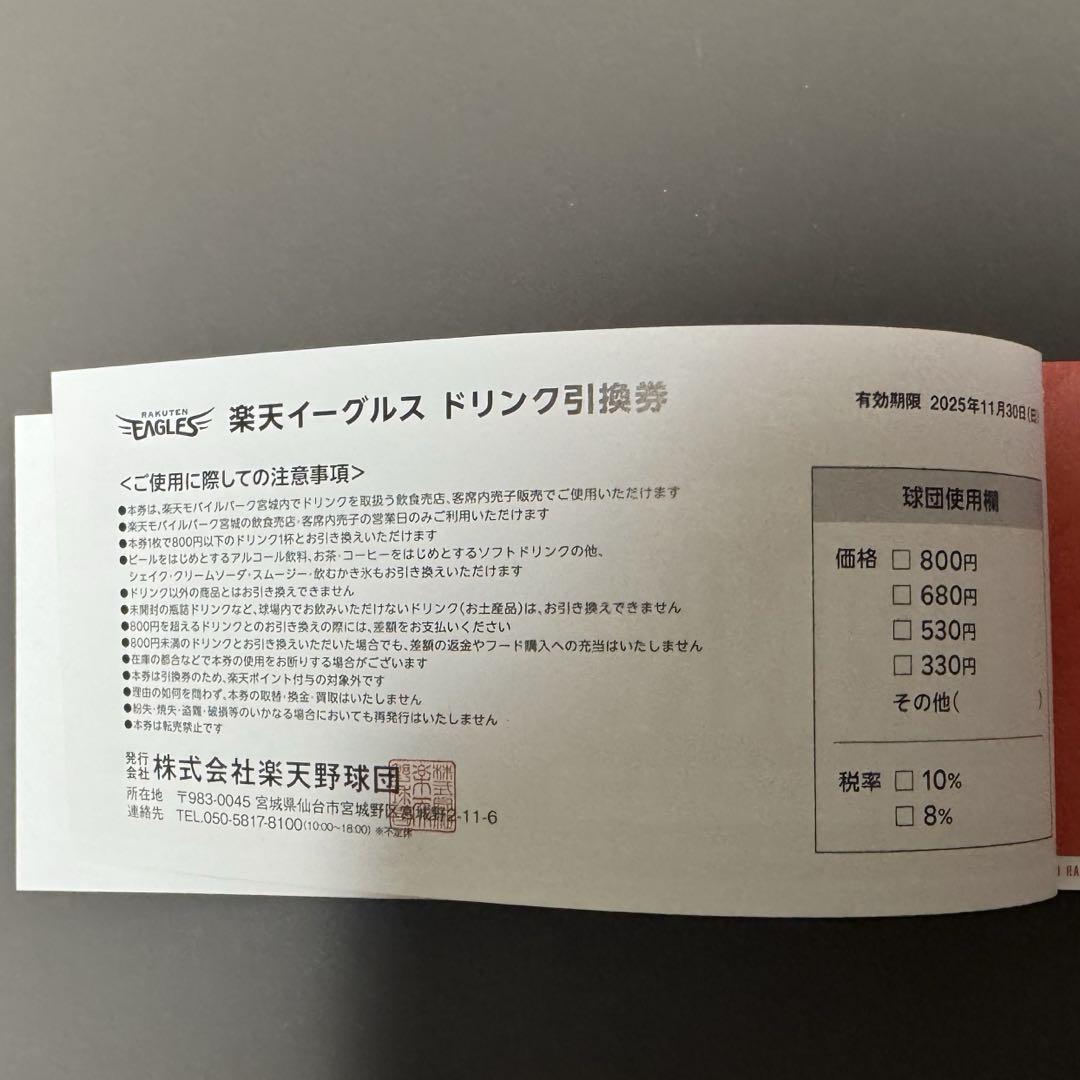 RAKUTEN
EAGLES
楽天イーグルス ドリンク引換券
有効期限 2025年11月30日(日)
<ご使用に際しての注意事項>
●本券は、楽天モバイルパーク宮城内でドリンクを取扱う飲食売店、客席内売子販売でご使用いただけます
●楽天モバイルパーク宮城の飲食売店・客席内売子の営業日のみご利用いただけます
●本券1枚で800円以下のドリンク1杯とお引き換えいただけます
●ビールをはじめとするアルコール飲料、お茶・コーヒーをはじめとするソフトドリンクの他、
シェイク・クリームソーダ・スムージー・飲むかき氷もお引き換えいただけます
●ドリンク以外の商品とはお引き換えできません
●未開封の瓶詰ドリンクなど、球場内でお飲みいただけないドリンク(お土産品)は、お引き換えできません
●800円を超えるドリンクとのお引き換えの際には、差額をお支払いください
●800円未満のドリンクとお引き換えいただいた場合でも、差額の返金やフード購入への充当はいたしません
●在庫の都合などで本券の使用をお断りする場合がございます
●本券は引換券のため、楽天ポイント付与の対象外です
●理由の如何を問わず、本券の取替・換金・買取はいたしません
●紛失・焼失・盗難・破損等のいかなる場合においても再発行はいたしません
●本券は転売禁止です
発行会社 株式会社楽天野球団
所在地 〒983-0045 宮城県仙台市宮城野区宮城野2-11-6
連絡先 TEL.050-5817-8100(10:00~18:00) ※不定休
球団使用欄
価格 □ 800円
□ 680円
□ 530円
□ 330円
その他( )
税率 □ 10%
□ 8%
RA